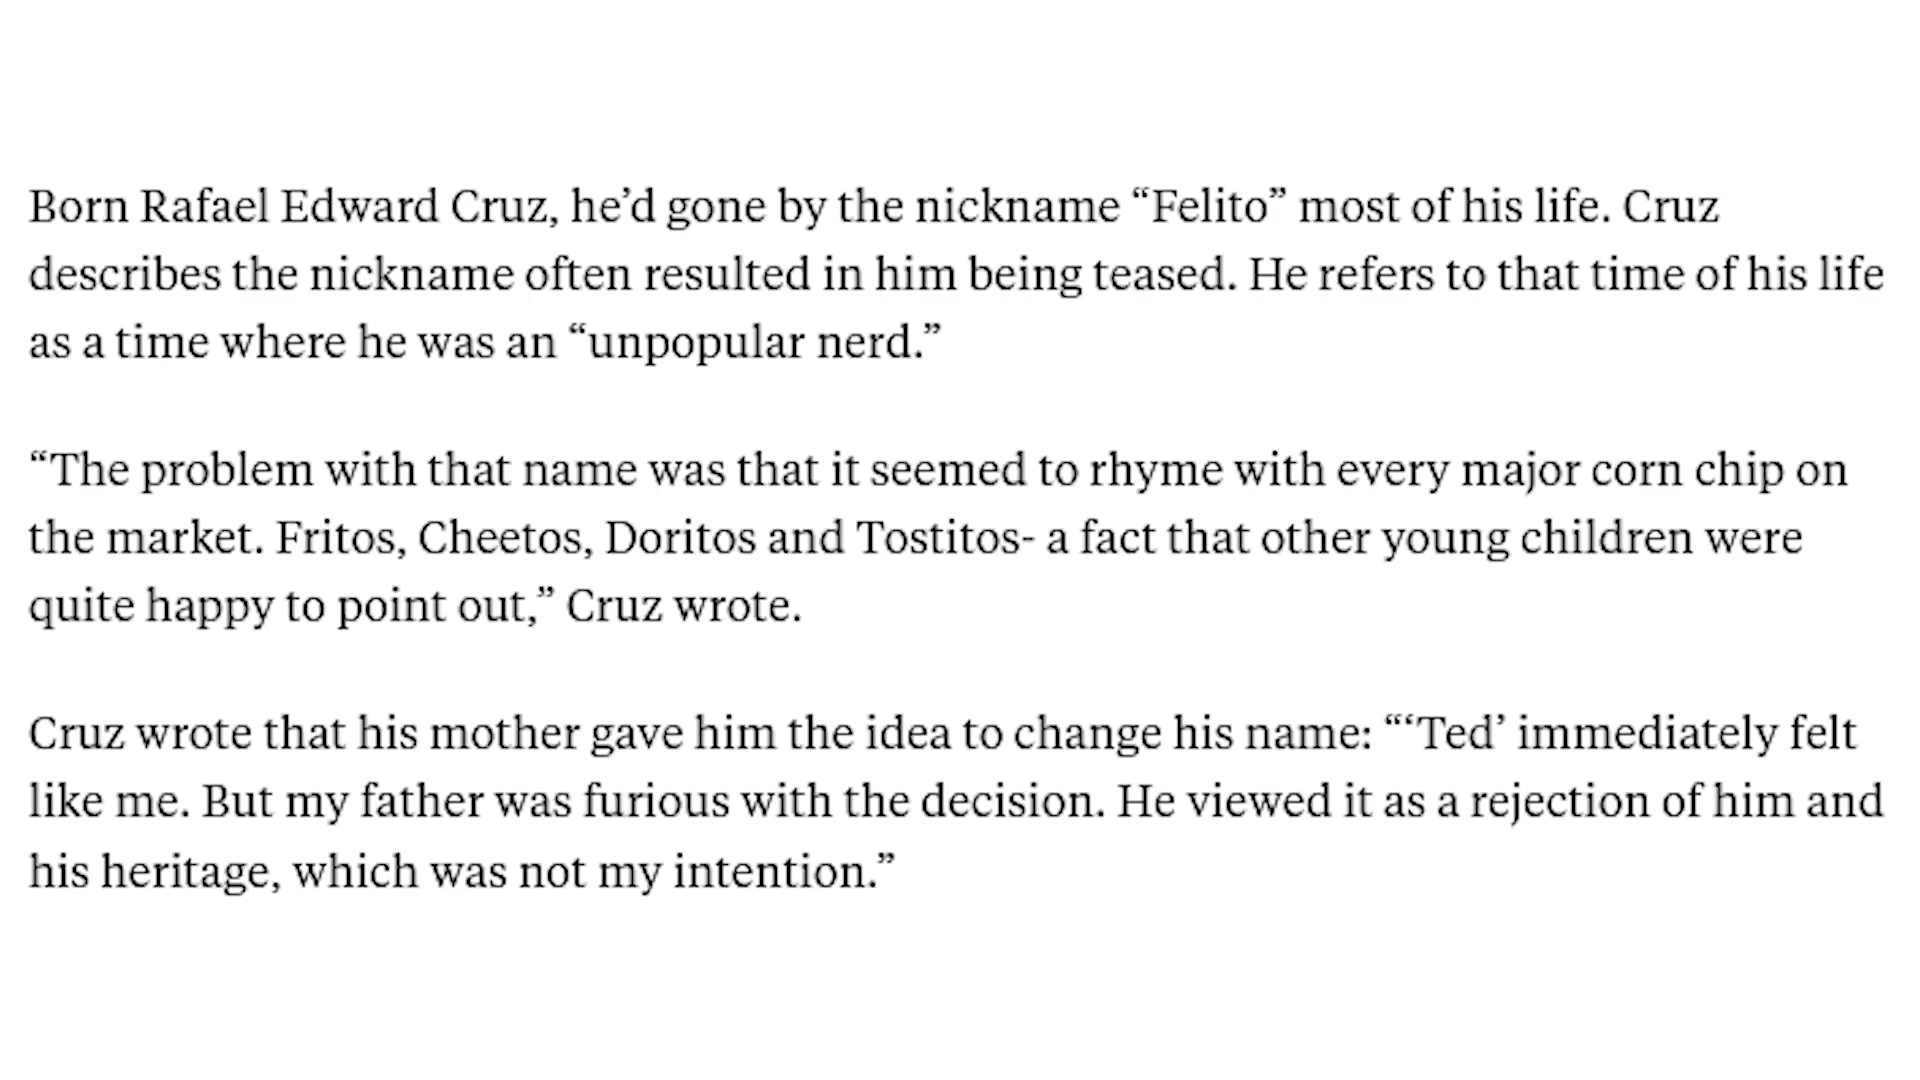 Born Rafael Edward Cruz, he’d gone by the nickname “Felito” most of his life. Cruz
describes the nickname often resulted in him being teased. He refers to that time of his life
as a time where he was an “unpopular nerd.”
“The problem with that name was that it seemed to rhyme with every major corn chip on
the market. Fritos, Cheetos, Doritos and Tostitos- a fact that other young children were
quite happy to point out,” Cruz wrote.
Cruz wrote that his mother gave him the idea to change his name: “‘Ted’ immediately felt
like me. But my father was furious with the decision. He viewed it as a rejection of him and
his heritage, which was not my intention.”